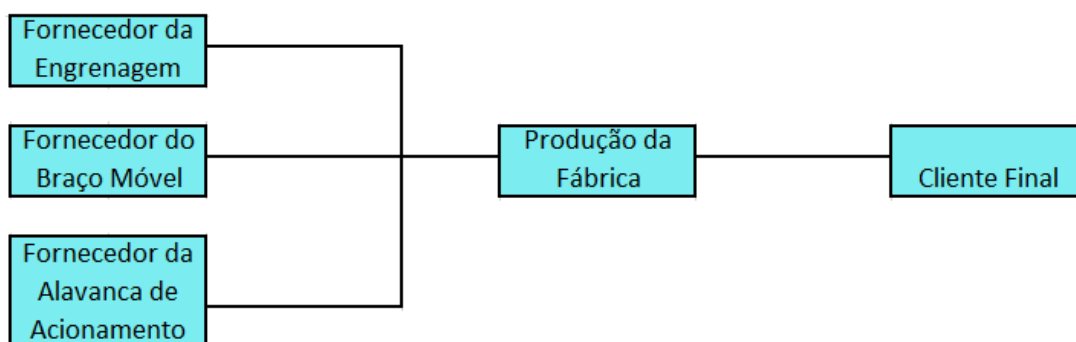 Fornecedor da
Engrenagem
Fornecedor do
Braço Móvel
Fornecedor da
Alavanca de
Acionamento
Produção da
Fábrica
Cliente Final